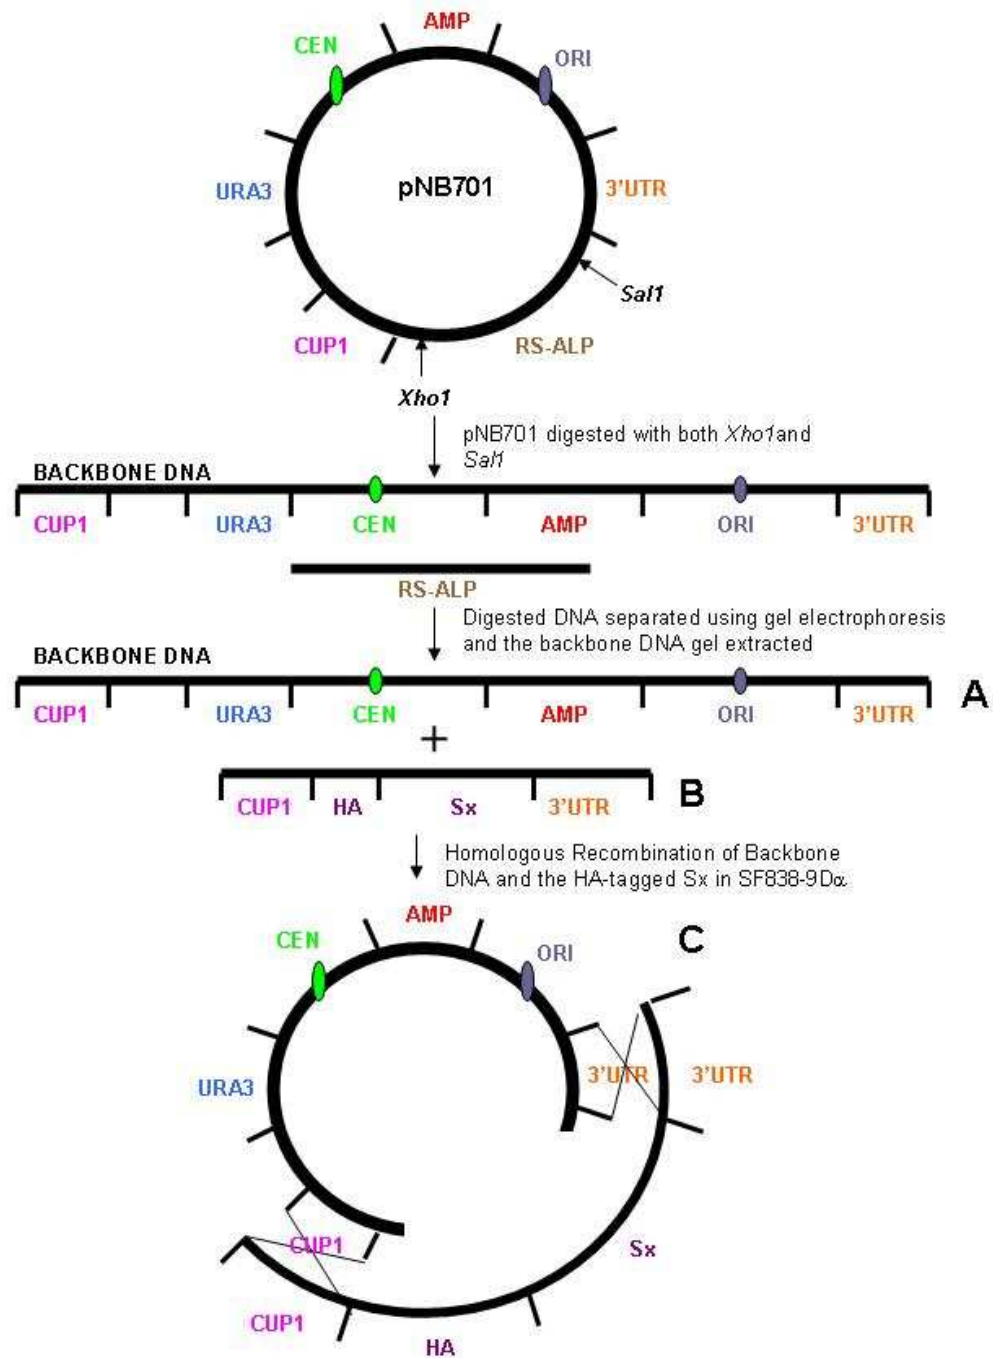 AMP
CEN
ORI
URA3
pNB701
3'UTR
Sal1
CUP1
RS-ALP
Xho1
pNB701 digested with both Xho1and
Sal1
BACKBONE DNA
CUP1 URA3 CEN AMP ORI 3'UTR
RS-ALP
Digested DNA separated using gel electrophoresis
and the backbone DNA gel extracted
BACKBONE DNA
A
CUP1 URA3 CEN AMP ORI 3'UTR
+
B
CUP1 HA Sx 3'UTR
Homologous Recombination of Backbone
DNA and the HA-tagged Sx in SF838-9Dα
AMP
C
CEN
ORI
URA3
3'UTR
3'UTR
CUP1
Sx
CUP1
HA